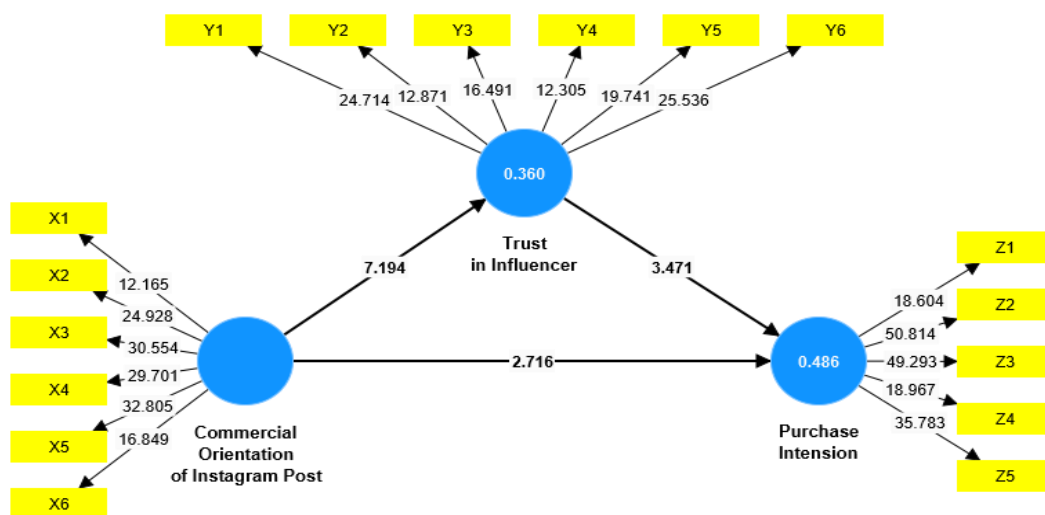 Y1 Y2 Y3 Y4 Y5 Y6
24.714 12.871 16.491 12.305 19.741 25.536
0.360
Trust
in Influencer
X1
X2
X3
X4
X5
X6
12.165
24.928
30.554
29.701
32.805
16.849
Commercial
Orientation
of Instagram Post
7.194
3.471
2.716
0.486
Purchase
Intension
18.604
50.814
49.293
18.967
35.783
Z1
Z2
Z3
Z4
Z5